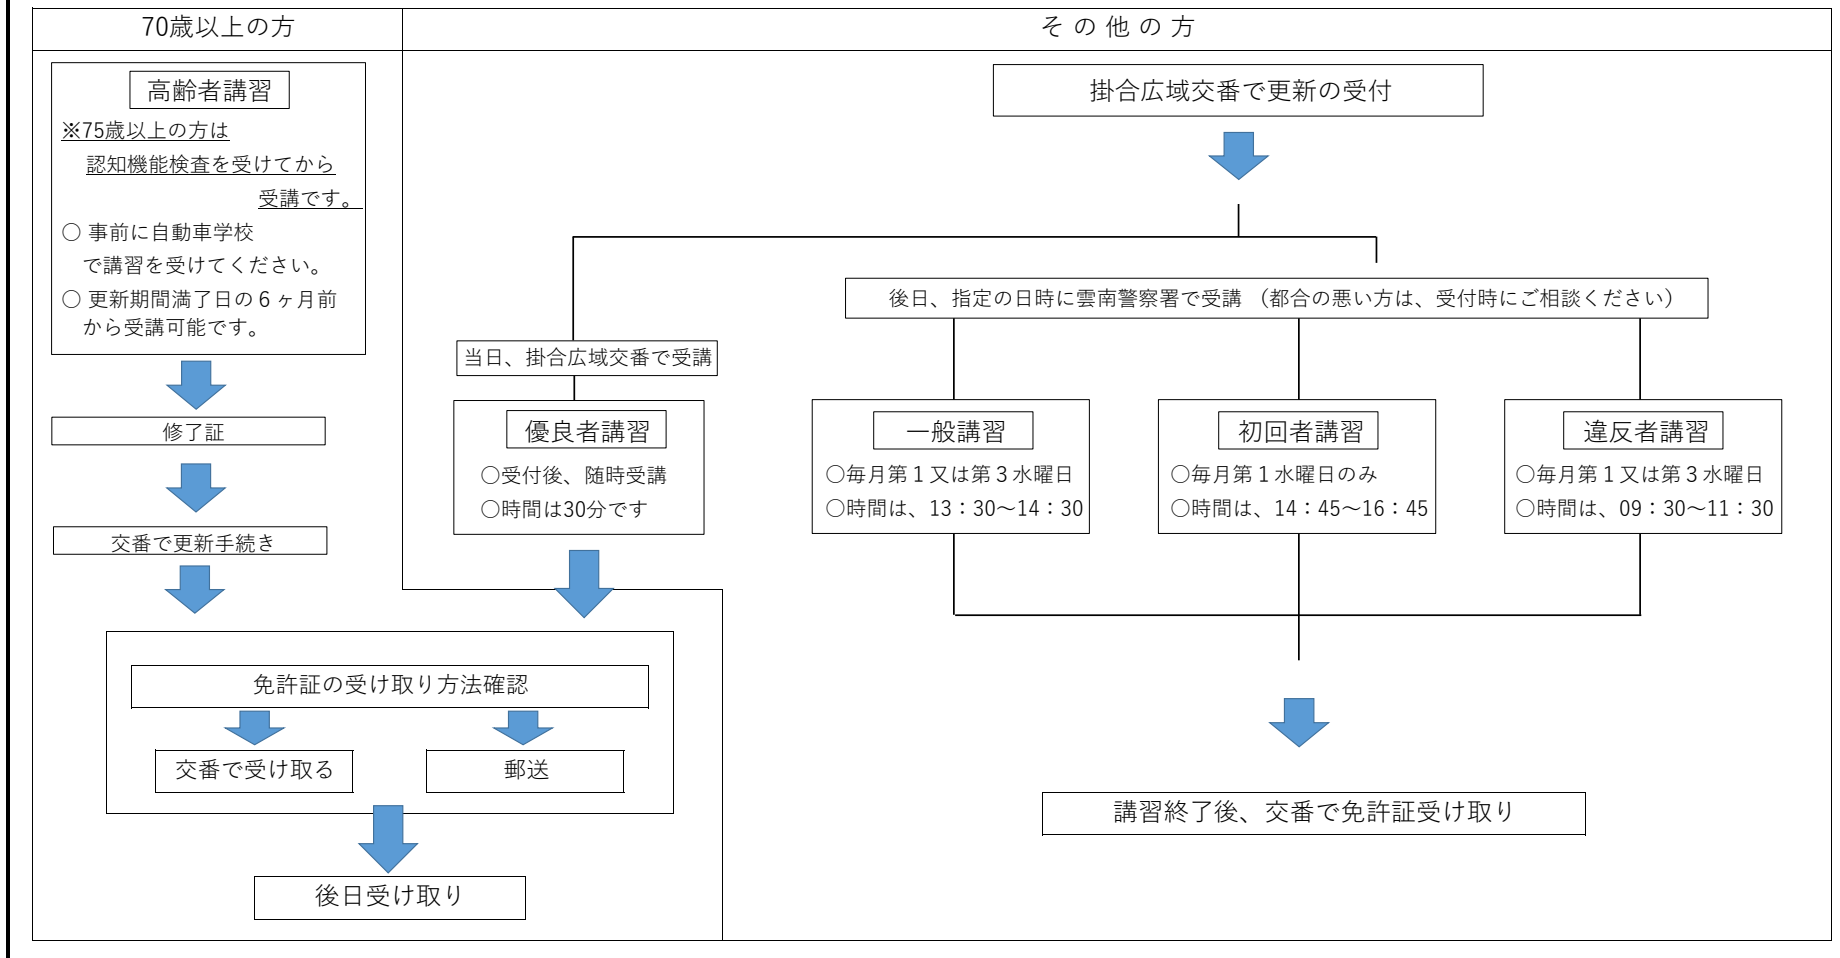 70歳以上の方
高齢者講習
※75歳以上の方は
認知機能検査を受けてから
受講です。
○ 事前に自動車学校
で講習を受けてください。
○ 更新期間満了日の６ヶ月前
から受講可能です。
修了証
交番で更新手続き
その他の方
掛合広域交番で更新の受付
当日、掛合広域交番で受講
優良者講習
○受付後、随時受講
○時間は30分です
後日、指定の日時に雲南警察署で受講 （都合の悪い方は、受付時にご相談ください）
一般講習
○毎月第１又は第３水曜日
○時間は、13：30～14：30
初回者講習
○毎月第１水曜日のみ
○時間は、14：45～16：45
違反者講習
○毎月第１又は第３水曜日
○時間は、09：30～11：30
免許証の受け取り方法確認
交番で受け取る
郵送
後日受け取り
講習終了後、交番で免許証受け取り